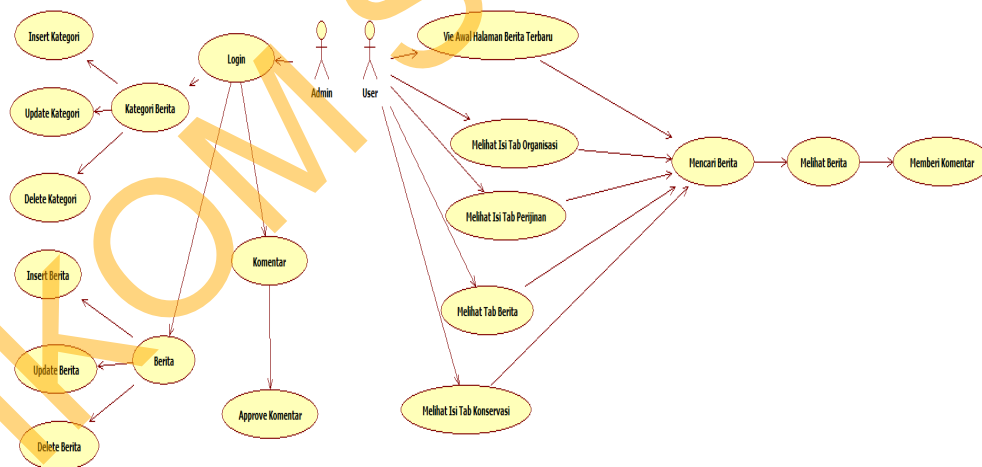 Insert Kategori
Login
Vie Awal Halaman Berita Terbaru
Admin
User
Update Kategori
Kategori Berita
Melihat Isi Tab Organisasi
Mencari Berita
Melihat Berita
Memberi Komentar
Delete Kategori
Melihat Isi Tab Perijinan
Komentar
Insert Berita
Melihat Tab Berita
Berita
Update Berita
Melihat Isi Tab Konservasi
Approve Komentar
Delete Berita